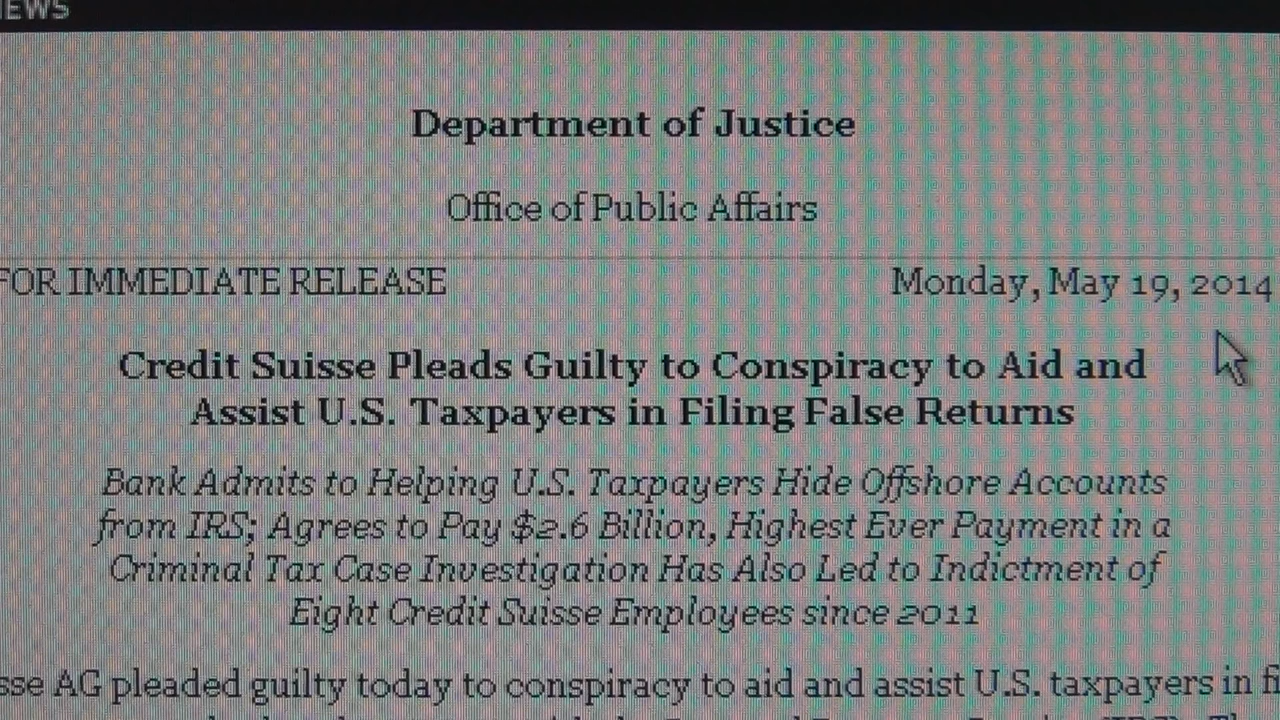 EWS
Department of Justice
Office of Public Affairs
FOR IMMEDIATE RELEASE
Monday, May 19, 2014
Credit Suisse Pleads Guilty to Conspiracy to Aid and
Assist U.S. Taxpayers in Filing False Returns
Bank Admits to Helping U.S. Taxpayers Hide Offshore Accounts
from IRS; Agrees to Pay $2.6 Billion, Highest Ever Payment in a
Criminal Tax Case Investigation Has Also Led to Indictment of
Eight Credit Suisse Employees since 2011
sse AG pleaded guilty today to conspiracy to aid and assist U.S. taxpayers in fi